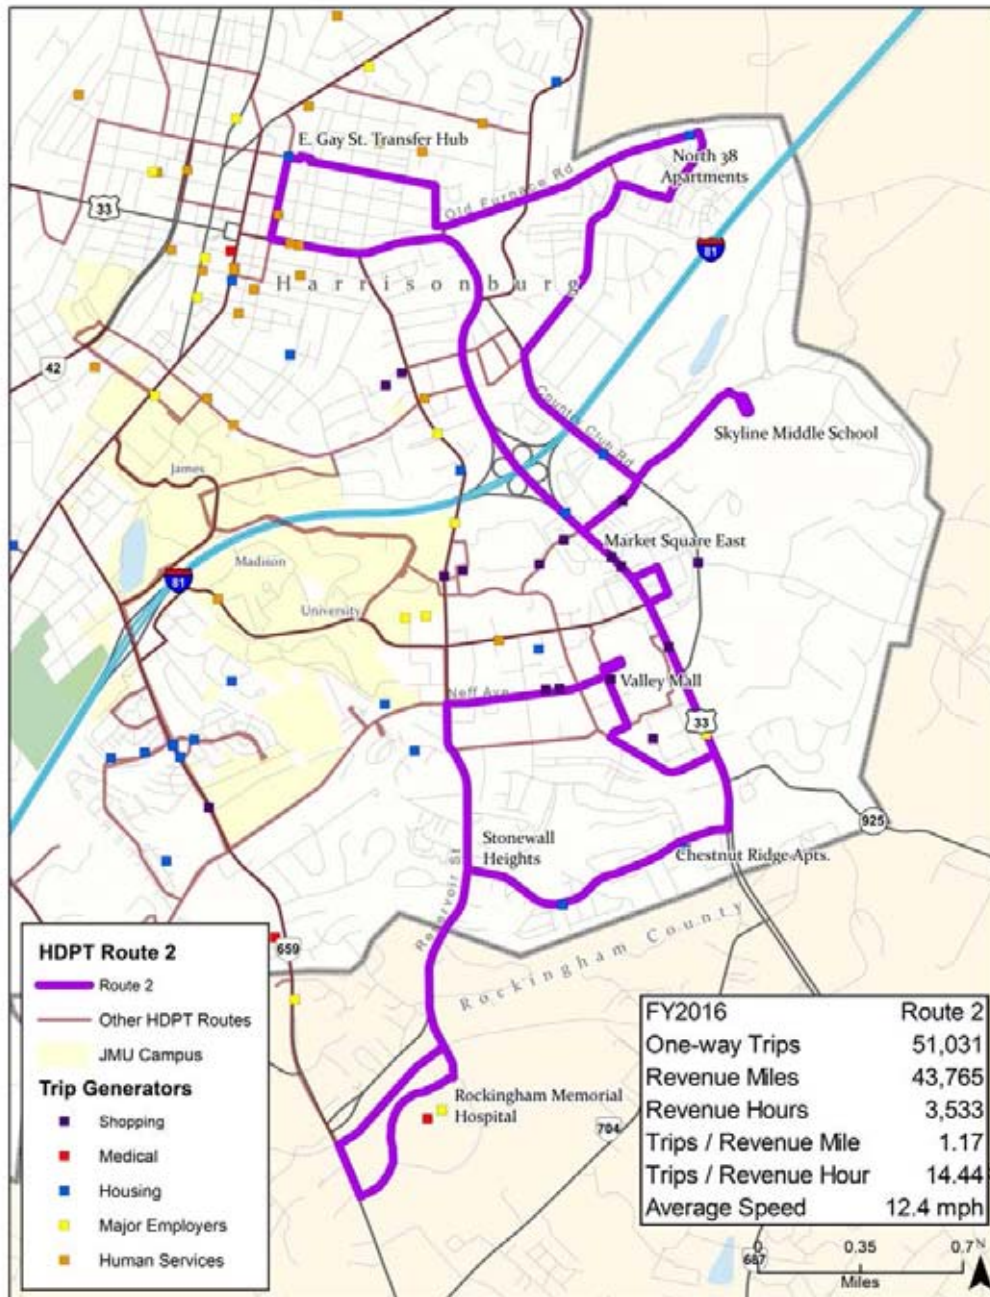 E. Gay St. Transfer Hub
North 38
Apartments
Old Furnace Rd
33
81
Harrisonburg
42
Country Club Rd
Skyline Middle School
James
Market Square East
Madison
81
University
Neff Ave
Valley Mall
33
925
Stonewall
Heights
Chestnut Ridge Apts.
Reservoir St
659
Rockingham County
Rockingham Memorial
Hospital
704
HDPT Route 2
Route 2
Other HDPT Routes
JMU Campus
Trip Generators
Shopping
Medical
Housing
Major Employers
Human Services
FY2016 Route 2
One-way Trips 51,031
Revenue Miles 43,765
Revenue Hours 3,533
Trips / Revenue Mile 1.17
Trips / Revenue Hour 14.44
Average Speed 12.4 mph
687
0 0.35 0.7
Miles
N